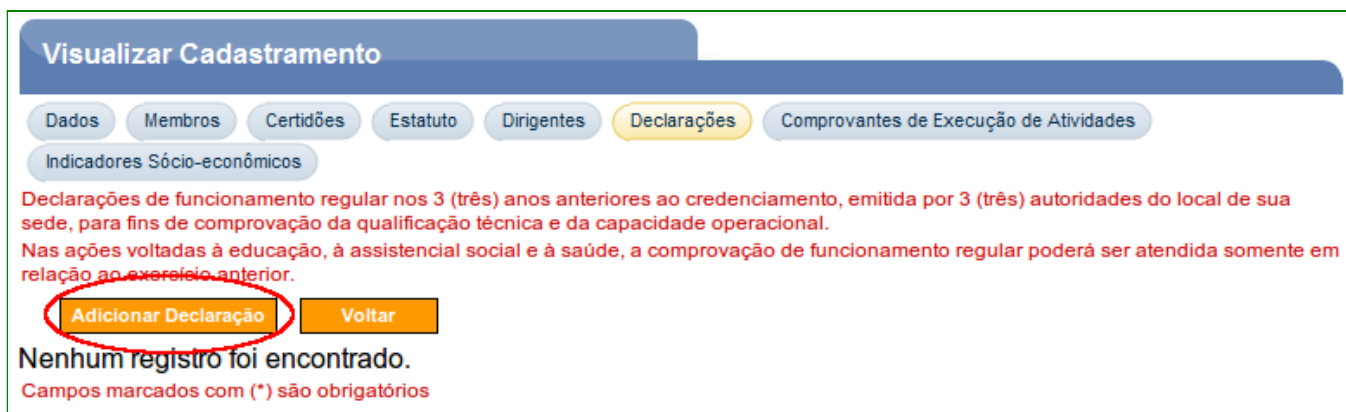 Visualizar Cadastramento
Dados Membros Certidões Estatuto Dirigentes Declarações Comprovantes de Execução de Atividades
Indicadores Sócio-econômicos
Declarações de funcionamento regular nos 3 (três) anos anteriores ao credenciamento, emitida por 3 (três) autoridades do local de sua
sede, para fins de comprovação da qualificação técnica e da capacidade operacional.
Nas ações voltadas à educação, à assistencial social e à saúde, a comprovação de funcionamento regular poderá ser atendida somente em
relação ao exercísio anterior.
Adicionar Declaração Voltar
Nenhum registro foi encontrado.
Campos marcados com (*) são obrigatórios